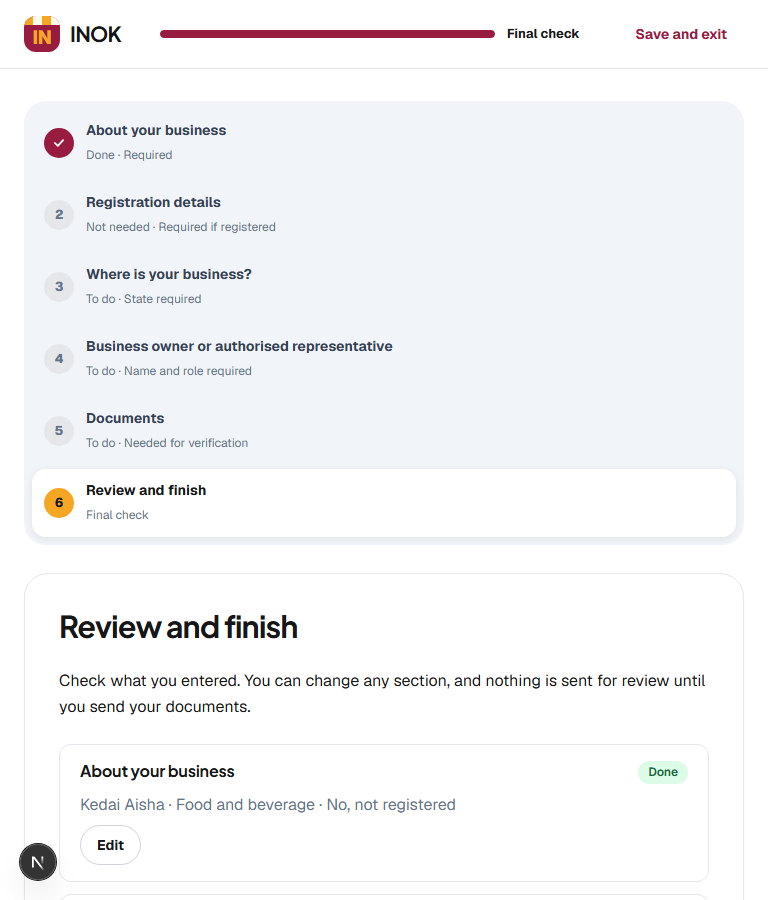 IN INOK Final check Save and exit
About your business
Done · Required
2 Registration details
Not needed · Required if registered
3 Where is your business?
To do · State required
4 Business owner or authorised representative
To do · Name and role required
5 Documents
To do · Needed for verification
6 Review and finish
Final check
Review and finish
Check what you entered. You can change any section, and nothing is sent for review until
you send your documents.
About your business Done
Kedai Aisha · Food and beverage · No, not registered
Edit
N